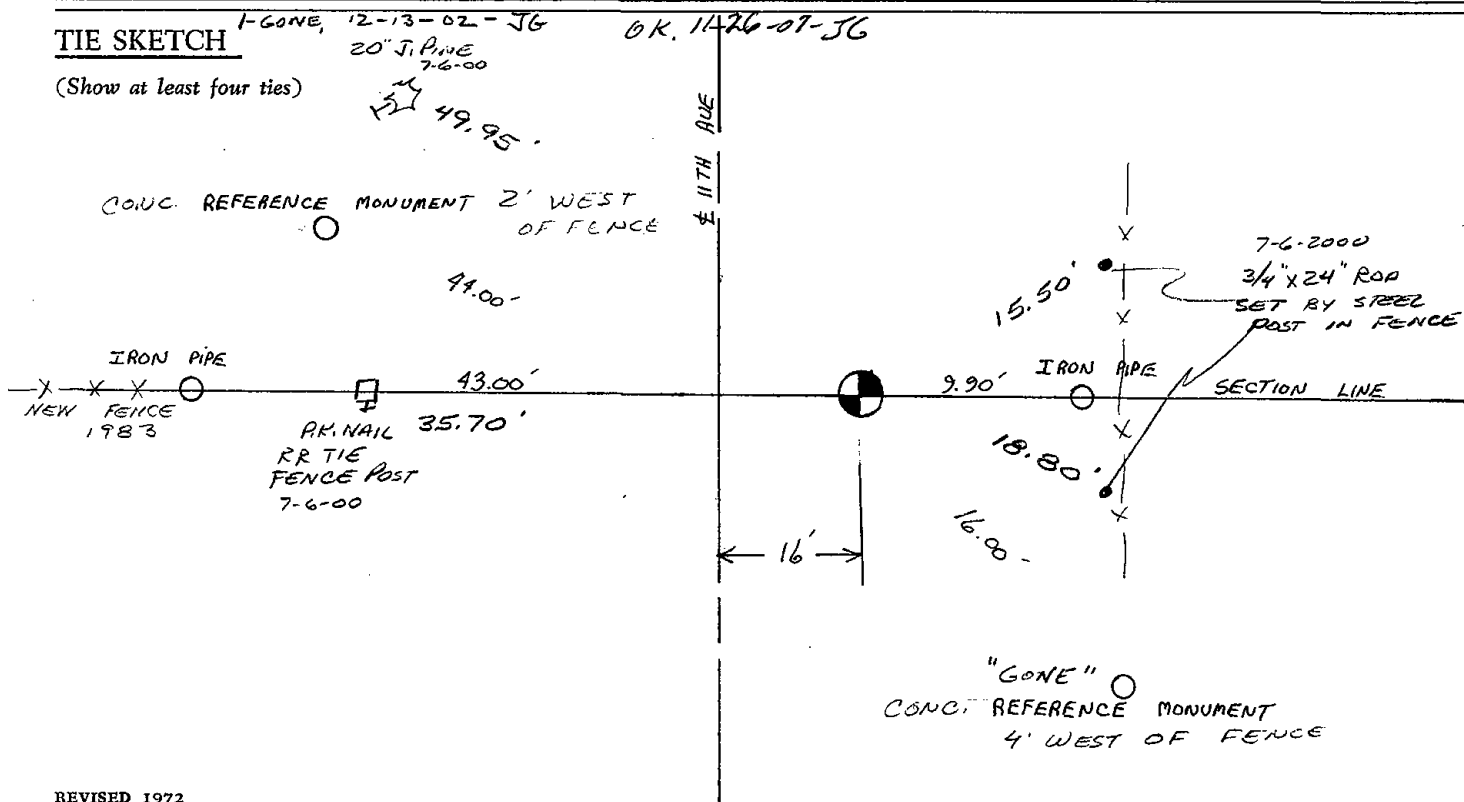 1-GONE, 12-13-02-JG
OK. 11-26-07-JG
TIE SKETCH
20" J. PINE
7-6-00
(Show at least four ties)
49.95'
℄ 11TH AVE
CONC. REFERENCE MONUMENT 2' WEST
OF FENCE
44.00-
7-6-2000
3/4" x 24" ROD
SET BY STEEL
POST IN FENCE
15.50'
IRON PIPE
43.00'
9.90'
IRON PIPE
SECTION LINE
NEW FENCE
1983
P.K. NAIL 35.70'
RR TIE
FENCE POST
7-6-00
18.80'
16.00-
16'
"GONE"
CONC. REFERENCE MONUMENT
4' WEST OF FENCE
REVISED 1972